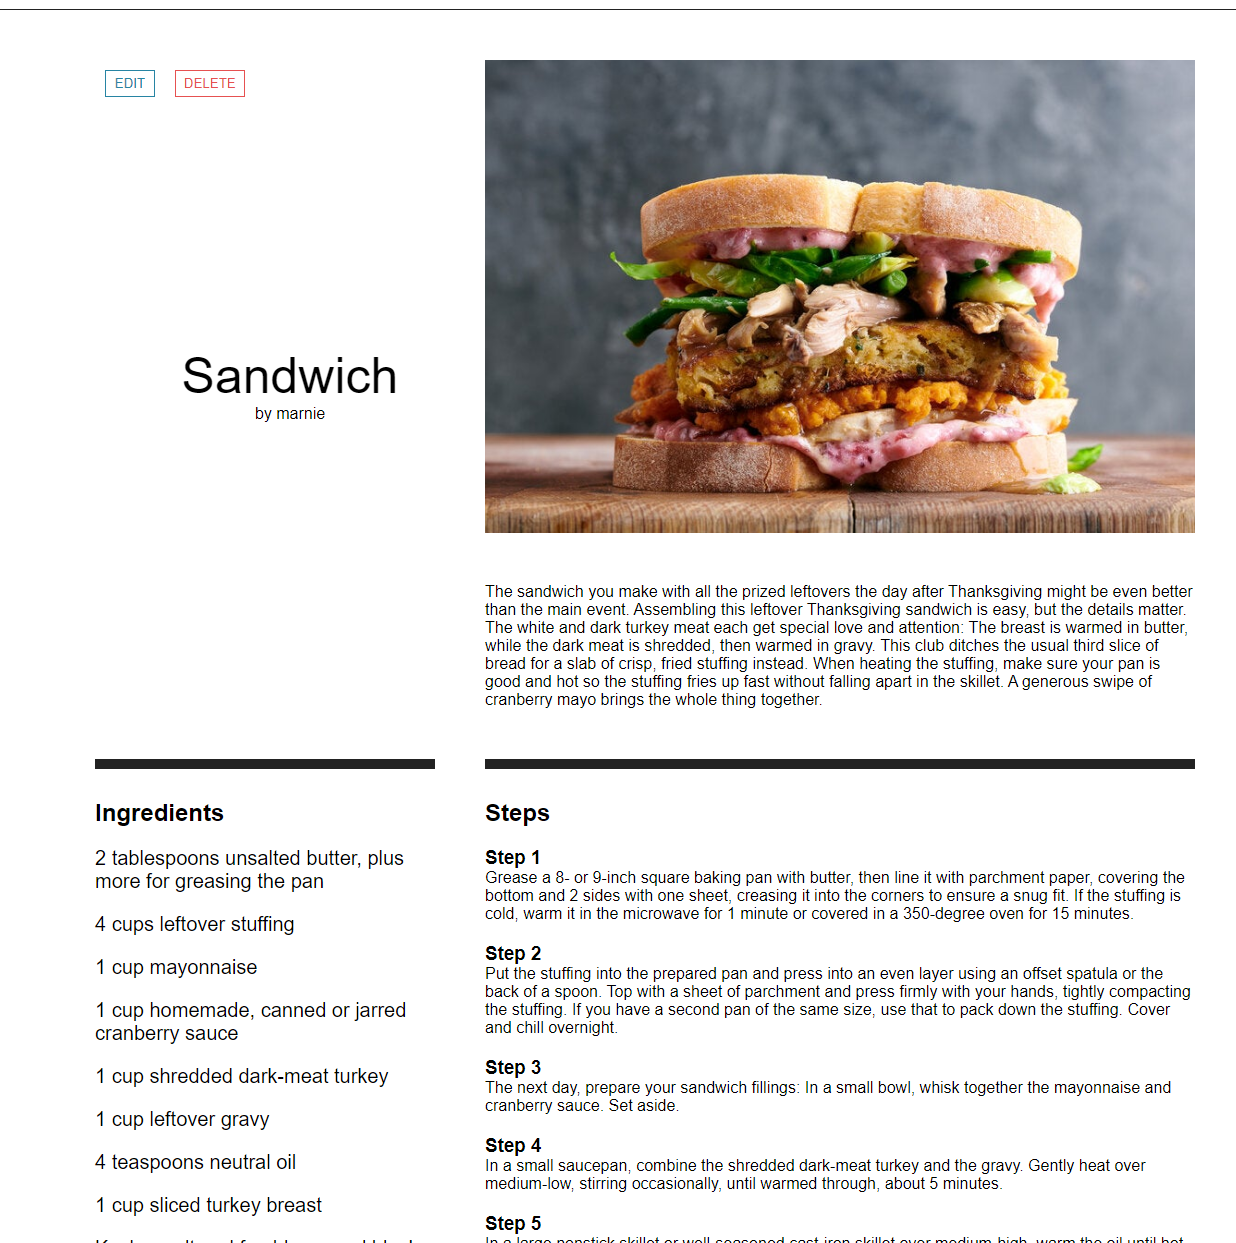 EDIT
DELETE
Sandwich
by marnie
The sandwich you make with all the prized leftovers the day after Thanksgiving might be even better
than the main event. Assembling this leftover Thanksgiving sandwich is easy, but the details matter.
The white and dark turkey meat each get special love and attention: The breast is warmed in butter,
while the dark meat is shredded, then warmed in gravy. This club ditches the usual third slice of
bread for a slab of crisp, fried stuffing instead. When heating the stuffing, make sure your pan is
good and hot so the stuffing fries up fast without falling apart in the skillet. A generous swipe of
cranberry mayo brings the whole thing together.
Ingredients
2 tablespoons unsalted butter, plus
more for greasing the pan
4 cups leftover stuffing
1 cup mayonnaise
1 cup homemade, canned or jarred
cranberry sauce
1 cup shredded dark-meat turkey
1 cup leftover gravy
4 teaspoons neutral oil
1 cup sliced turkey breast
Steps
Step 1
Grease a 8- or 9-inch square baking pan with butter, then line it with parchment paper, covering the
bottom and 2 sides with one sheet, creasing it into the corners to ensure a snug fit. If the stuffing is
cold, warm it in the microwave for 1 minute or covered in a 350-degree oven for 15 minutes.
Step 2
Put the stuffing into the prepared pan and press into an even layer using an offset spatula or the
back of a spoon. Top with a sheet of parchment and press firmly with your hands, tightly compacting
the stuffing. If you have a second pan of the same size, use that to pack down the stuffing. Cover
and chill overnight.
Step 3
The next day, prepare your sandwich fillings: In a small bowl, whisk together the mayonnaise and
cranberry sauce. Set aside.
Step 4
In a small saucepan, combine the shredded dark-meat turkey and the gravy. Gently heat over
medium-low, stirring occasionally, until warmed through, about 5 minutes.
Step 5